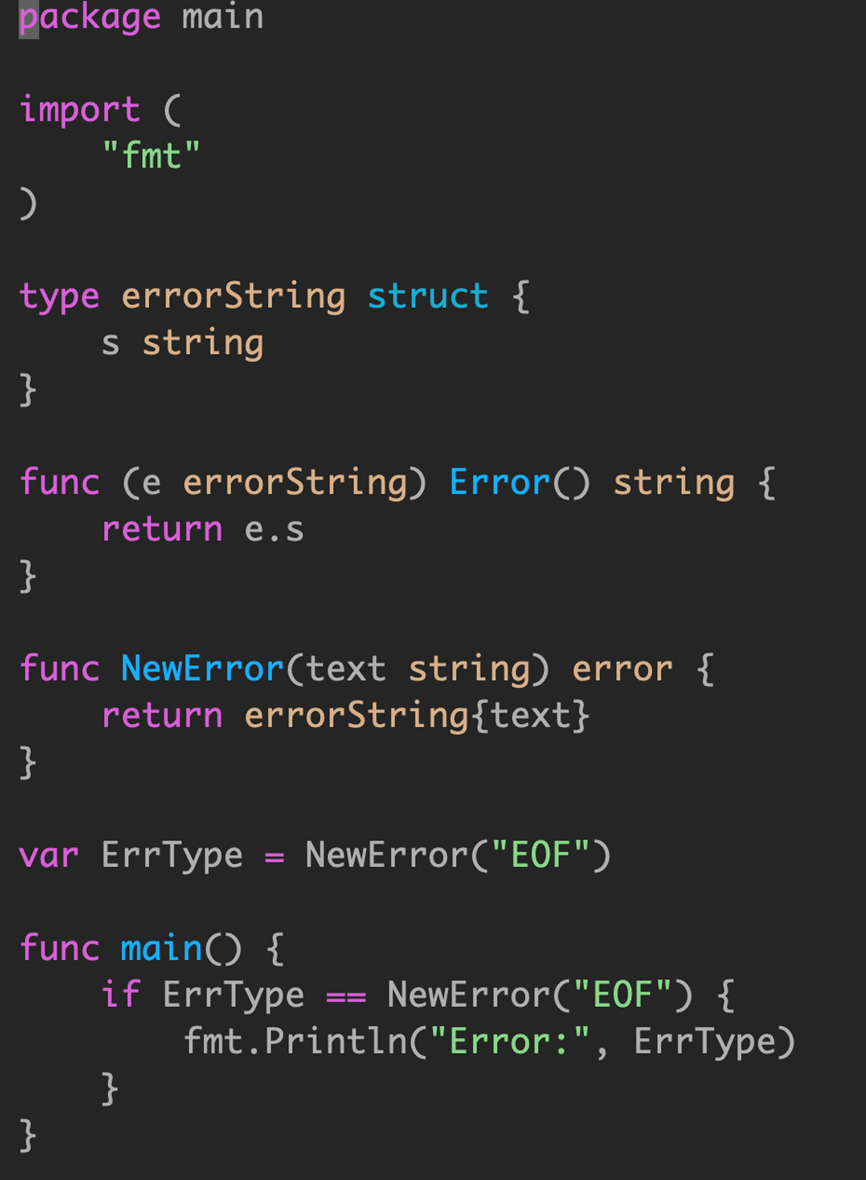 package main
import (
"fmt"
)
type errorString struct {
s string
}
func (e errorString) Error() string {
return e.s
}
func NewError(text string) error {
return errorString{text}
}
var ErrType = NewError("EOF")
func main() {
if ErrType == NewError("EOF") {
fmt.Println("Error:", ErrType)
}
}